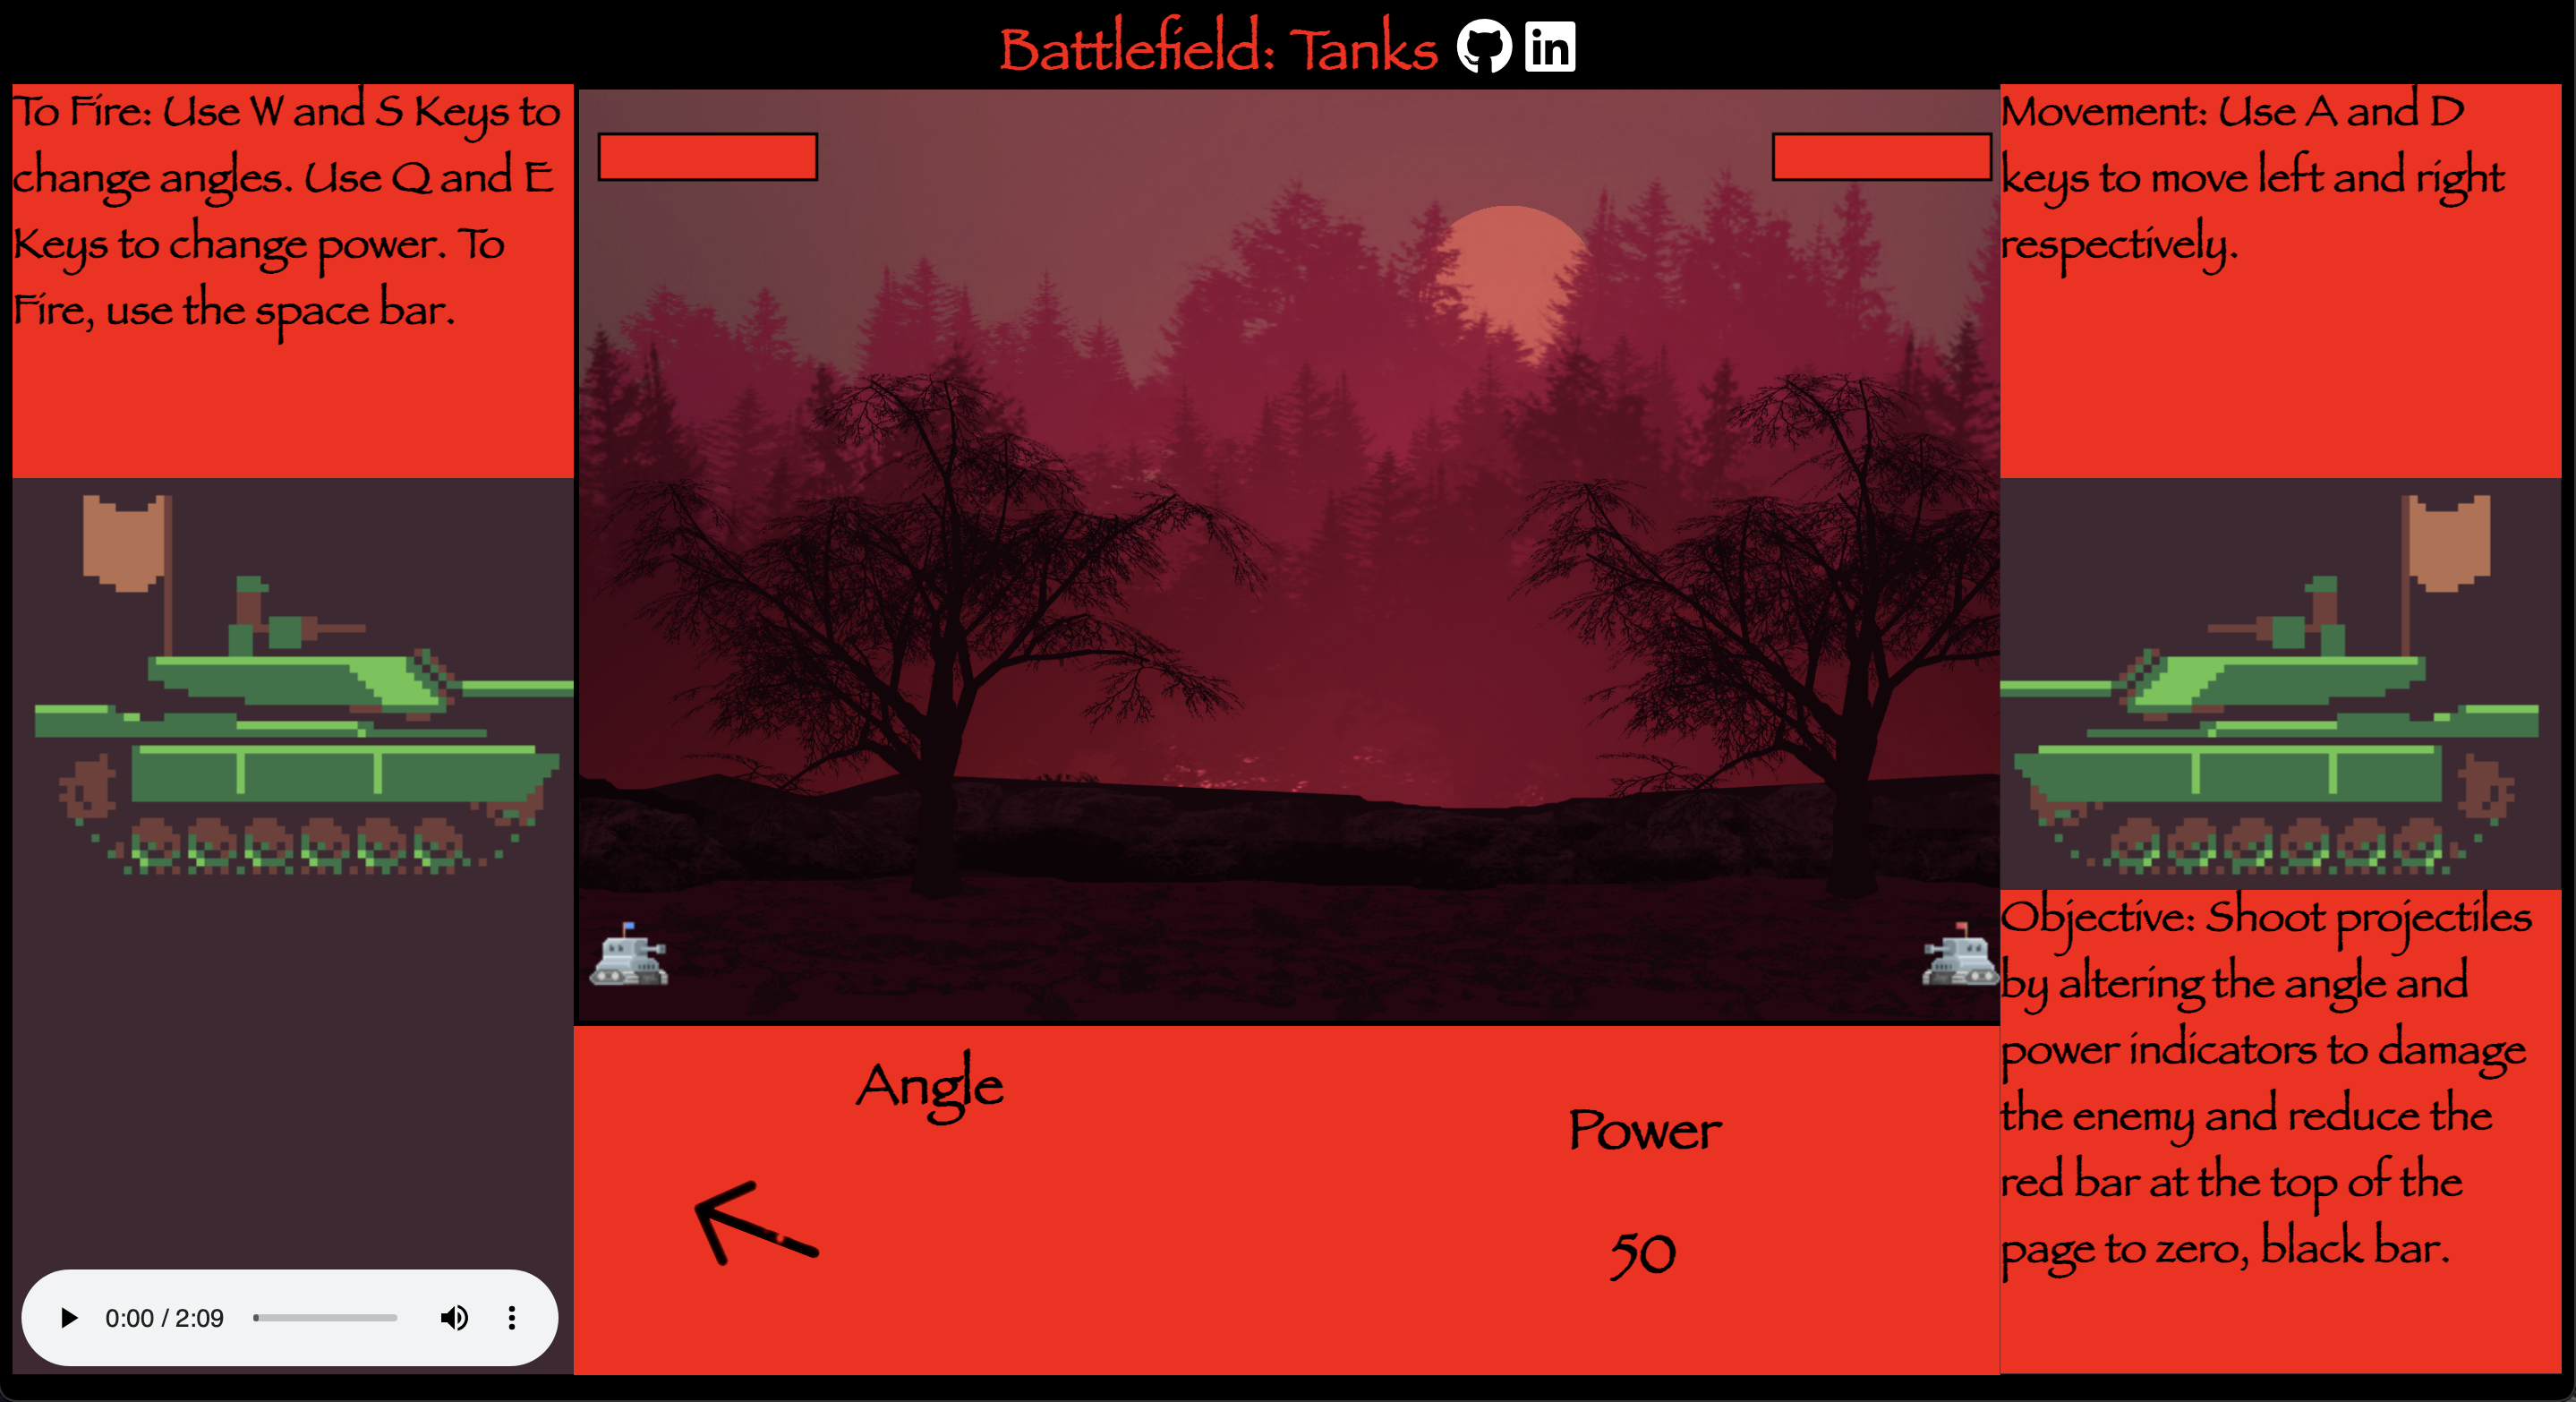 Battlefield: Tanks
To Fire: Use W and S Keys to
change angles. Use Q and E
Keys to change power. To
Fire, use the space bar.
Movement: Use A and D
keys to move left and right
respectively.
Objective: Shoot projectiles
by altering the angle and
power indicators to damage
the enemy and reduce the
red bar at the top of the
page to zero, black bar.
Angle
Power
50
0:00 / 2:09